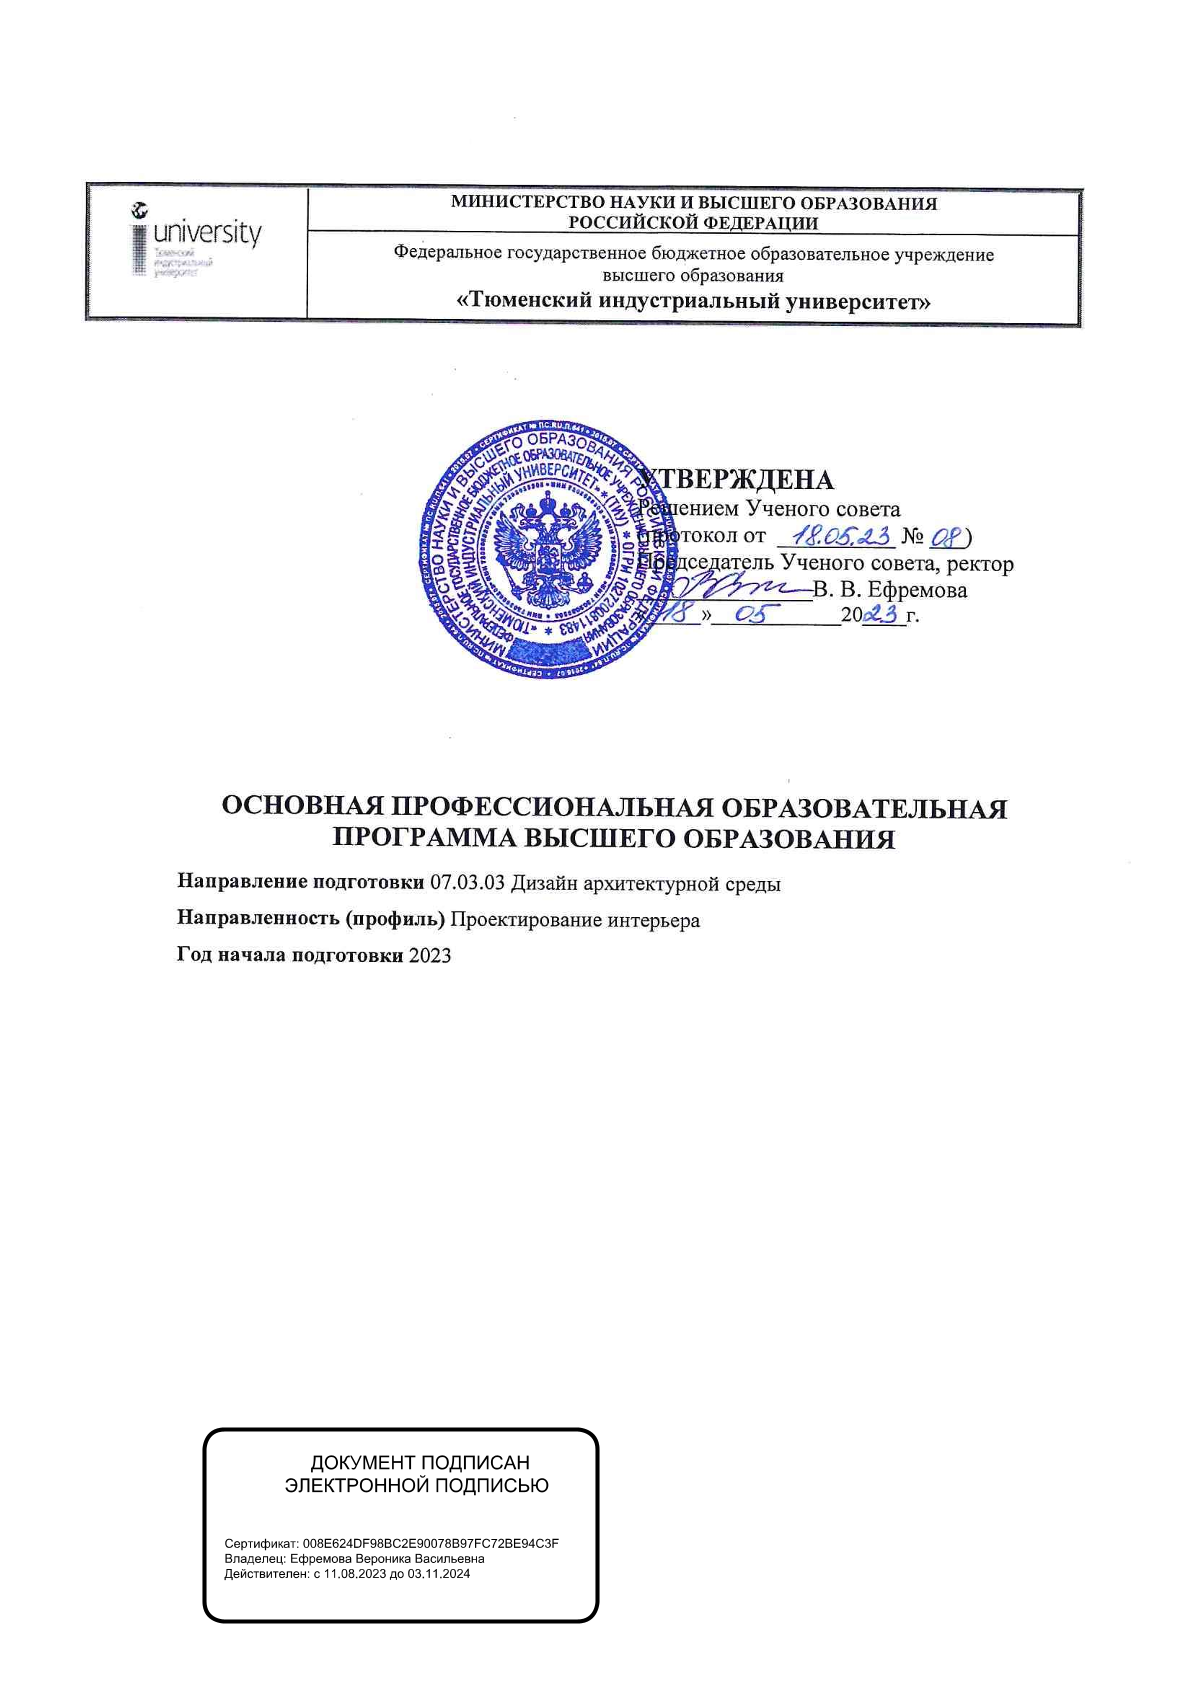 university
Тюменский
индустриальный
университет
МИНИСТЕРСТВО НАУКИ И ВЫСШЕГО ОБРАЗОВАНИЯ
РОССИЙСКОЙ ФЕДЕРАЦИИ
Федеральное государственное бюджетное образовательное учреждение
высшего образования
«Тюменский индустриальный университет»
УТВЕРЖДЕНА
Решением Ученого совета
(протокол от 18.05.23 № 08)
Председатель Ученого совета, ректор
В. В. Ефремова
18» 05 2023 г.
МИНИСТЕРСТВО НАУКИ И ВЫСШЕГО ОБРАЗОВАНИЯ РОССИЙСКОЙ ФЕДЕРАЦИИ
ФЕДЕРАЛЬНОЕ ГОСУДАРСТВЕННОЕ БЮДЖЕТНОЕ ОБРАЗОВАТЕЛЬНОЕ УЧРЕЖДЕНИЕ ВЫСШЕГО ОБРАЗОВАНИЯ
«ТЮМЕНСКИЙ ИНДУСТРИАЛЬНЫЙ УНИВЕРСИТЕТ» * (ТИУ) * ОГРН 1027200811483 *
ОСНОВНАЯ ПРОФЕССИОНАЛЬНАЯ ОБРАЗОВАТЕЛЬНАЯ
ПРОГРАММА ВЫСШЕГО ОБРАЗОВАНИЯ
Направление подготовки 07.03.03 Дизайн архитектурной среды
Направленность (профиль) Проектирование интерьера
Год начала подготовки 2023
ДОКУМЕНТ ПОДПИСАН
ЭЛЕКТРОННОЙ ПОДПИСЬЮ
Сертификат: 008E624DF98BC2E90078B97FC72BE94C3F
Владелец: Ефремова Вероника Васильевна
Действителен: с 11.08.2023 до 03.11.2024